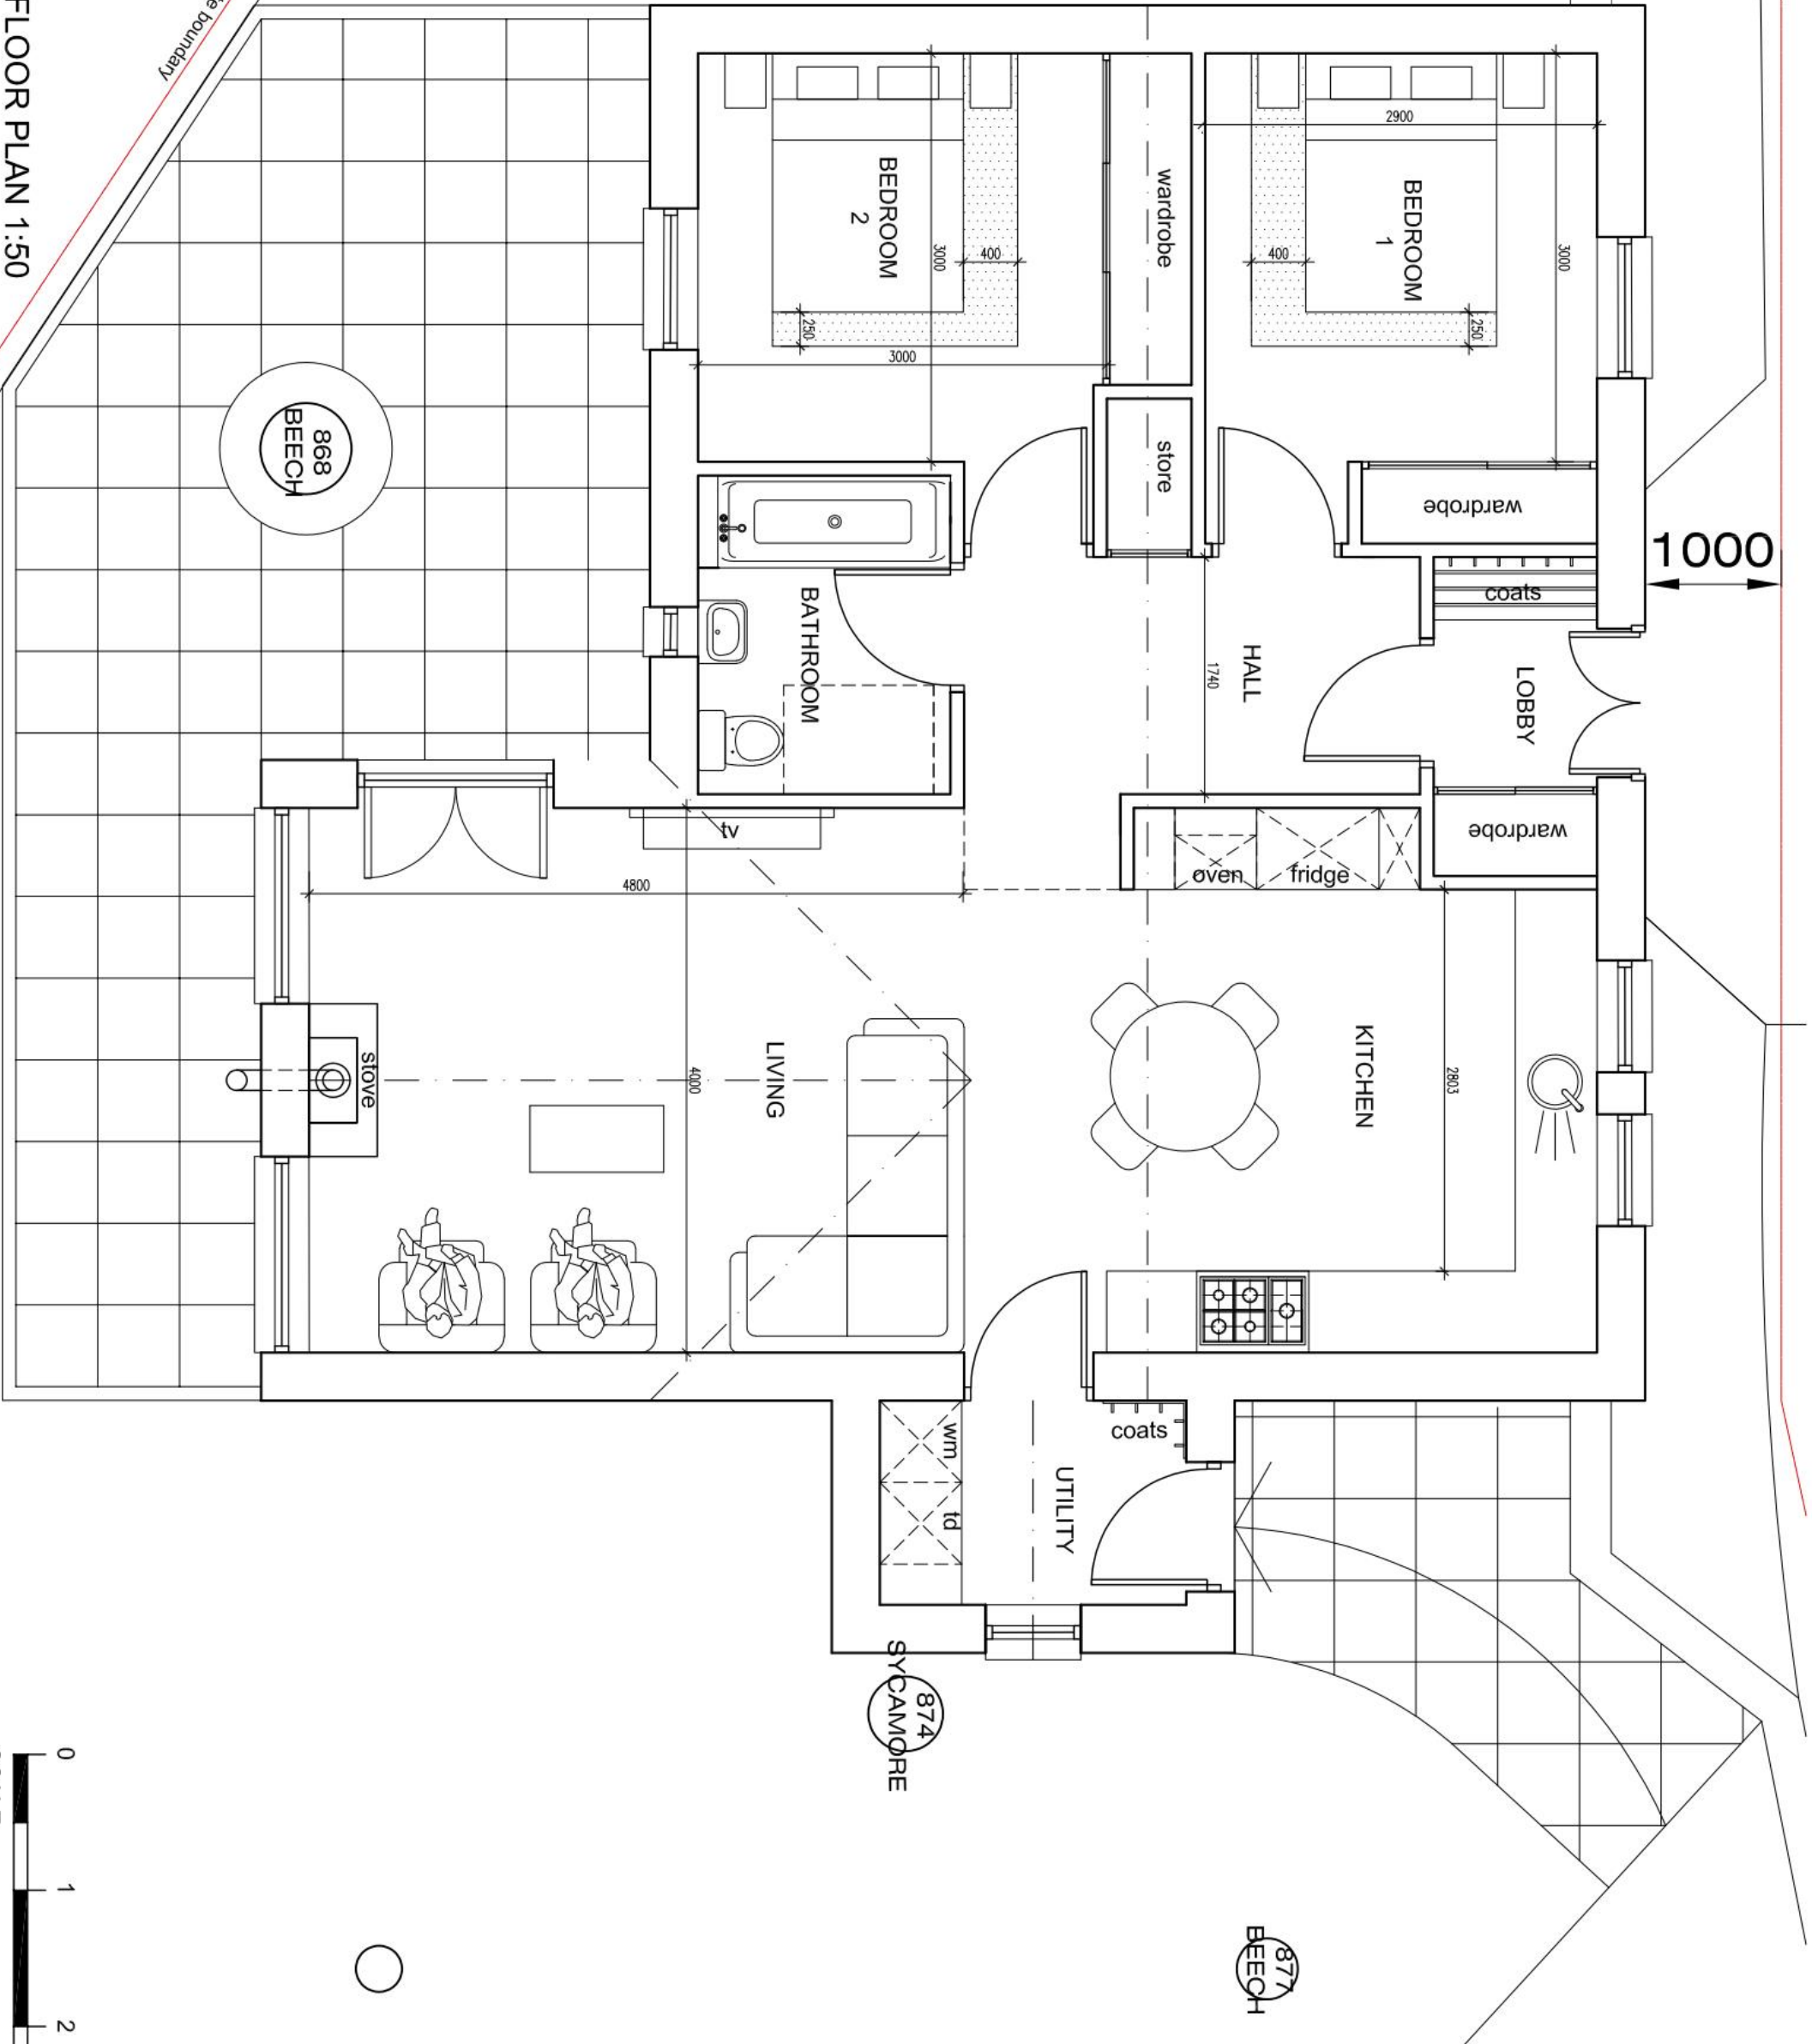 FLOOR PLAN 1:50
boundary
BEDROOM
1
2900
3000
400
250
wardrobe
BEDROOM
2
3000
400
250
3000
wardrobe
store
1000
coats
LOBBY
HALL
1740
BATHROOM
868
BEECH
wardrobe
oven
fridge
tv
4800
KITCHEN
2803
LIVING
4000
stove
coats
UTILITY
wm
td
874
SYCAMORE
877
BEECH
0
1
2